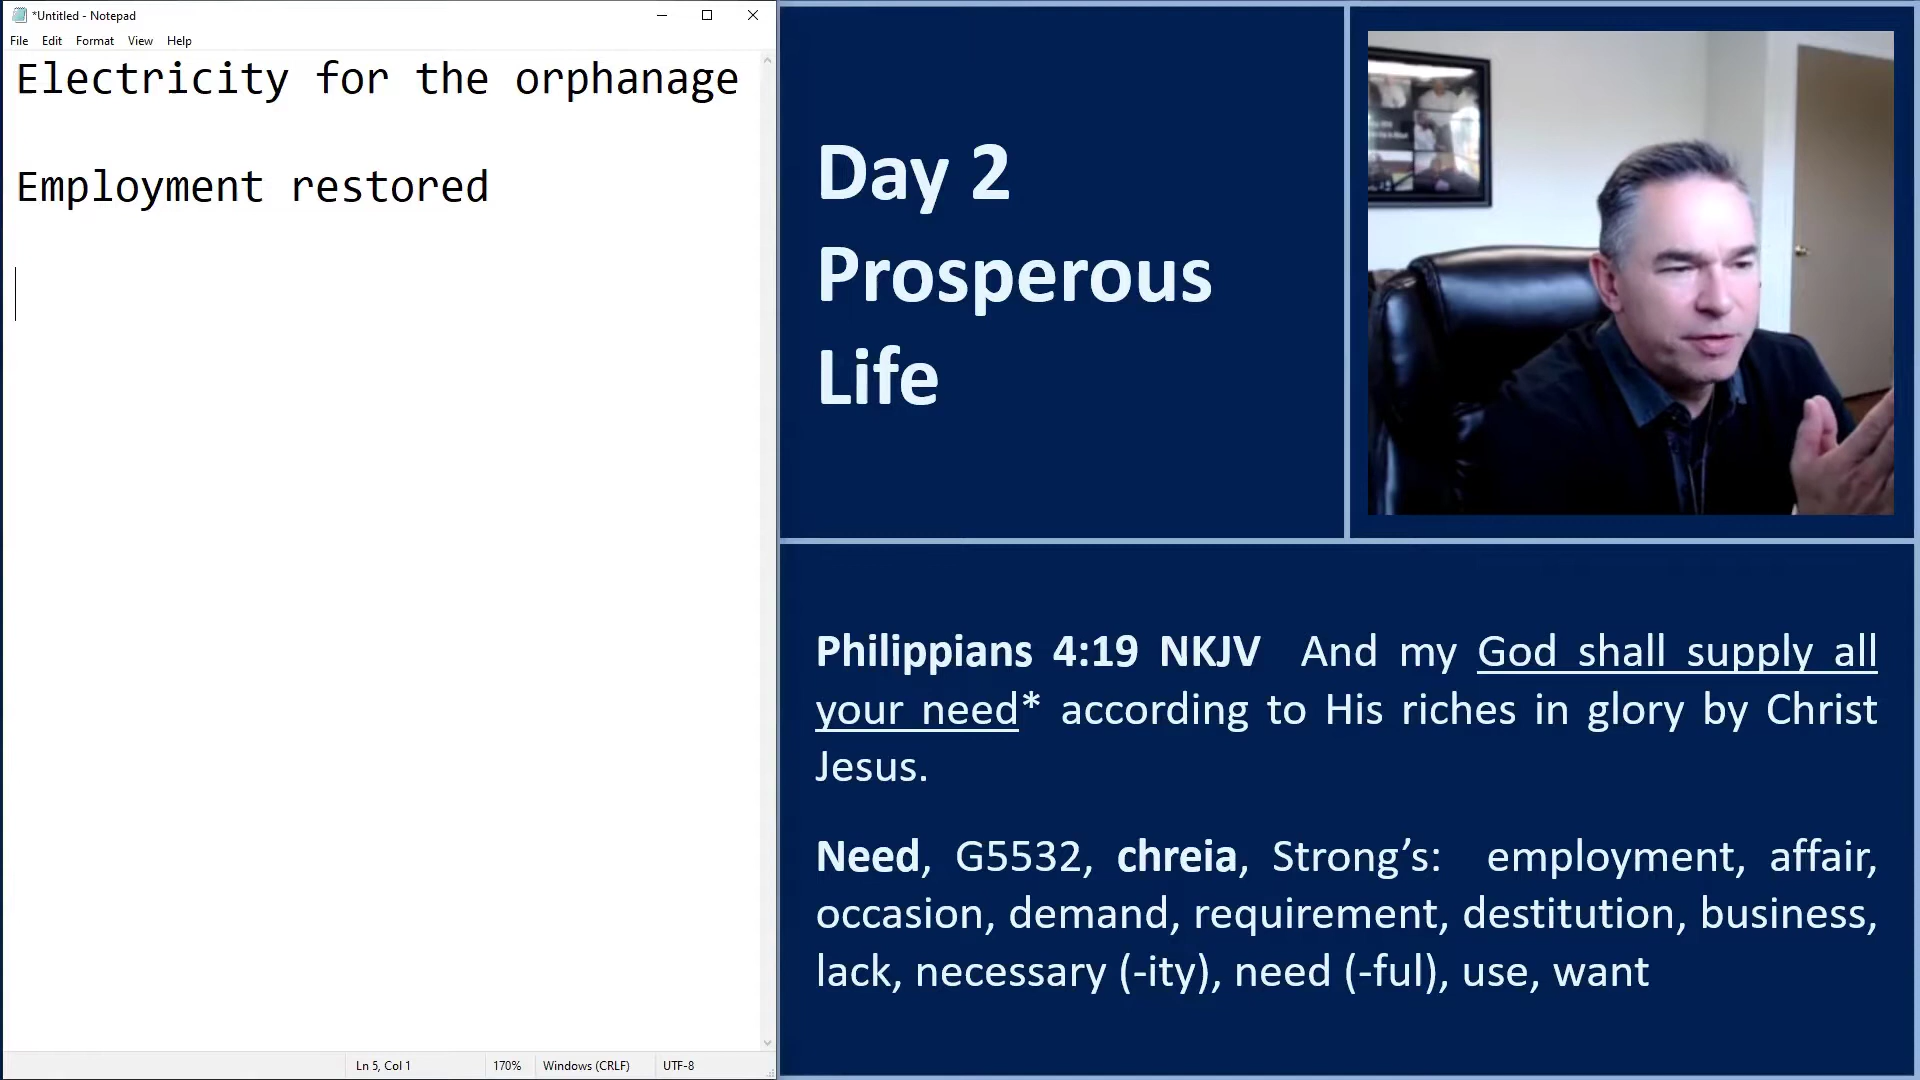 *Untitled - Notepad
File Edit Format View Help
Electricity for the orphanage
Employment restored
Ln 5, Col 1 170% Windows (CRLF) UTF-8
Day 2
Prosperous
Life
Philippians 4:19 NKJV And my God shall supply all
your need* according to His riches in glory by Christ
Jesus.
Need, G5532, chreia, Strong’s: employment, affair,
occasion, demand, requirement, destitution, business,
lack, necessary (-ity), need (-ful), use, want